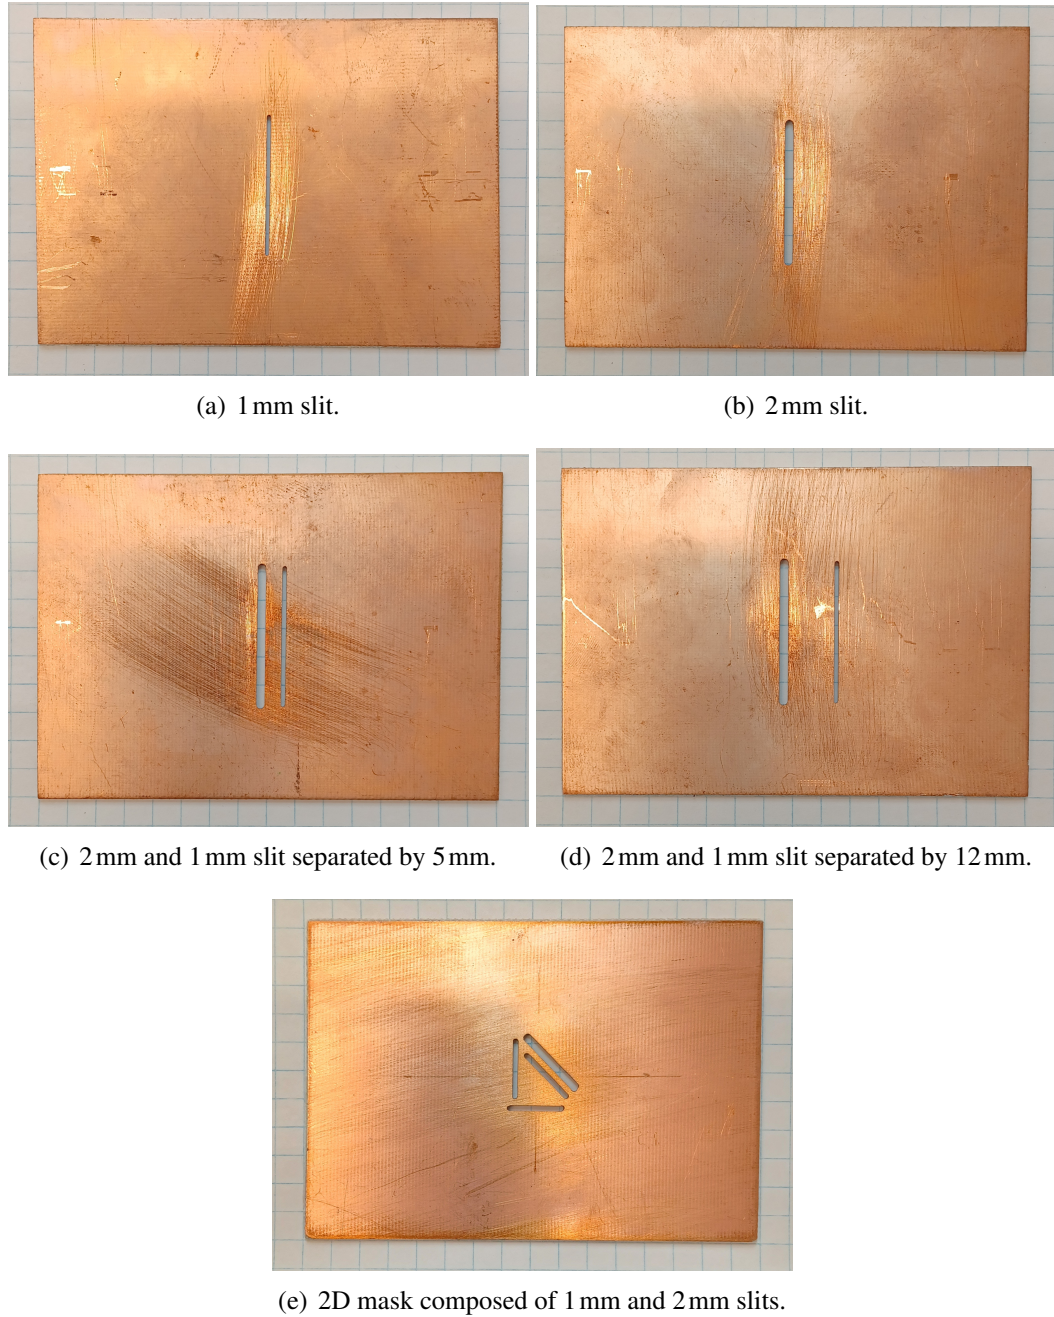 (a) 1 mm slit.
(b) 2 mm slit.
(c) 2 mm and 1 mm slit separated by 5 mm.
(d) 2 mm and 1 mm slit separated by 12 mm.
(e) 2D mask composed of 1 mm and 2 mm slits.